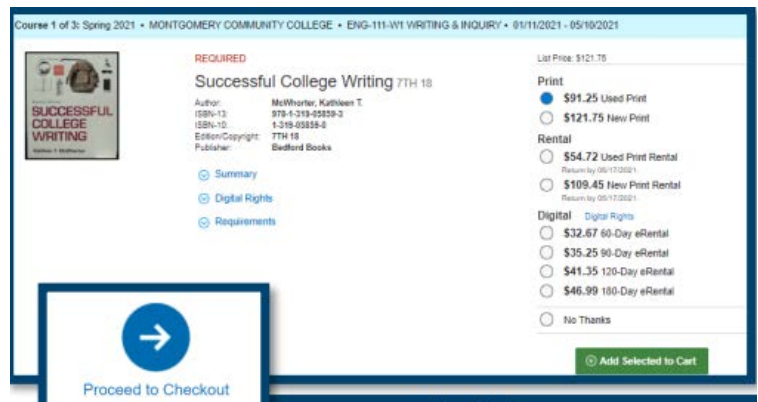 Course 1 of 3: Spring 2021 • MONTGOMERY COMMUNITY COLLEGE • ENG-111-W1 WRITING & INQUIRY • 01/11/2021 - 05/10/2021
REQUIRED
Successful College Writing 7TH 18
Author: McWhorter, Kathleen T.
ISBN-13: 978-1-319-05859-3
ISBN-10:
Edition/Copyright: 7TH 18
Publisher: Bedford Books
Summary
Digital Rights
Requirements
SUCCESSFUL
COLLEGE
WRITING
Kathleen T. McWhorter
List Price: $121.75
Print
$91.25 Used Print
$121.75 New Print
Rental
$54.72 Used Print Rental
Return by 05/17/2021
$109.45 New Print Rental
Return by 05/17/2021
Digital Digital Rights
$32.67 60-Day eRental
$35.25 90-Day eRental
$41.35 120-Day eRental
$46.99 180-Day eRental
No Thanks
Add Selected to Cart
Proceed to Checkout